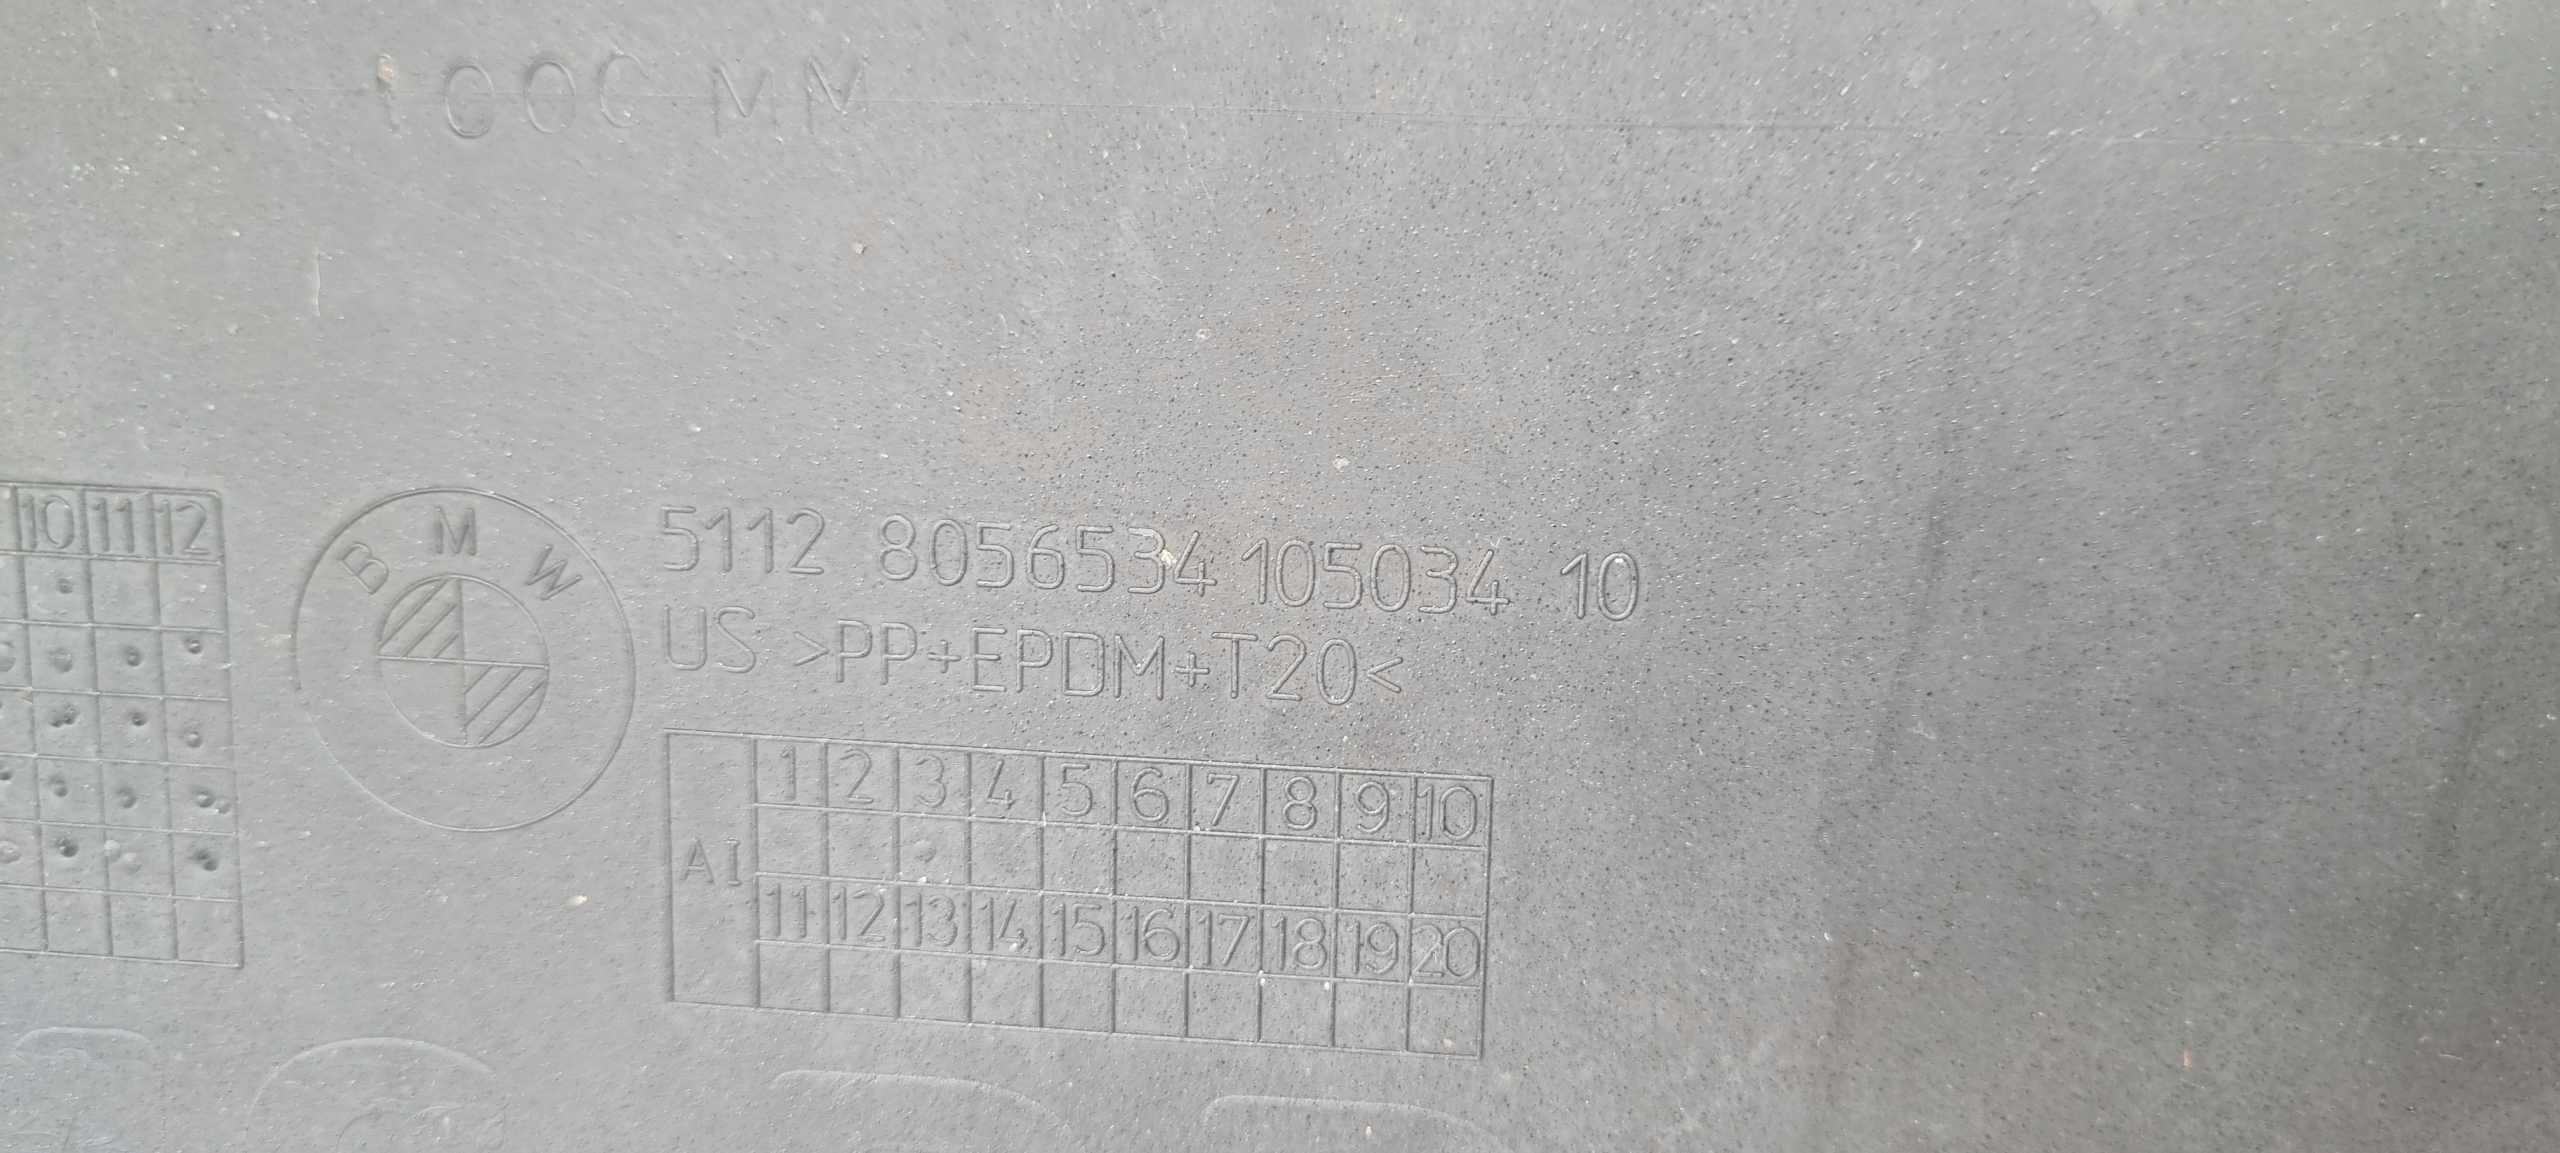 1000 MM
10 11 12
BMW
5112 8056534 105034 10
US >PP+EPDM+T20<
AI
1 2 3 4 5 6 7 8 9 10
11 12 13 14 15 16 17 18 19 20